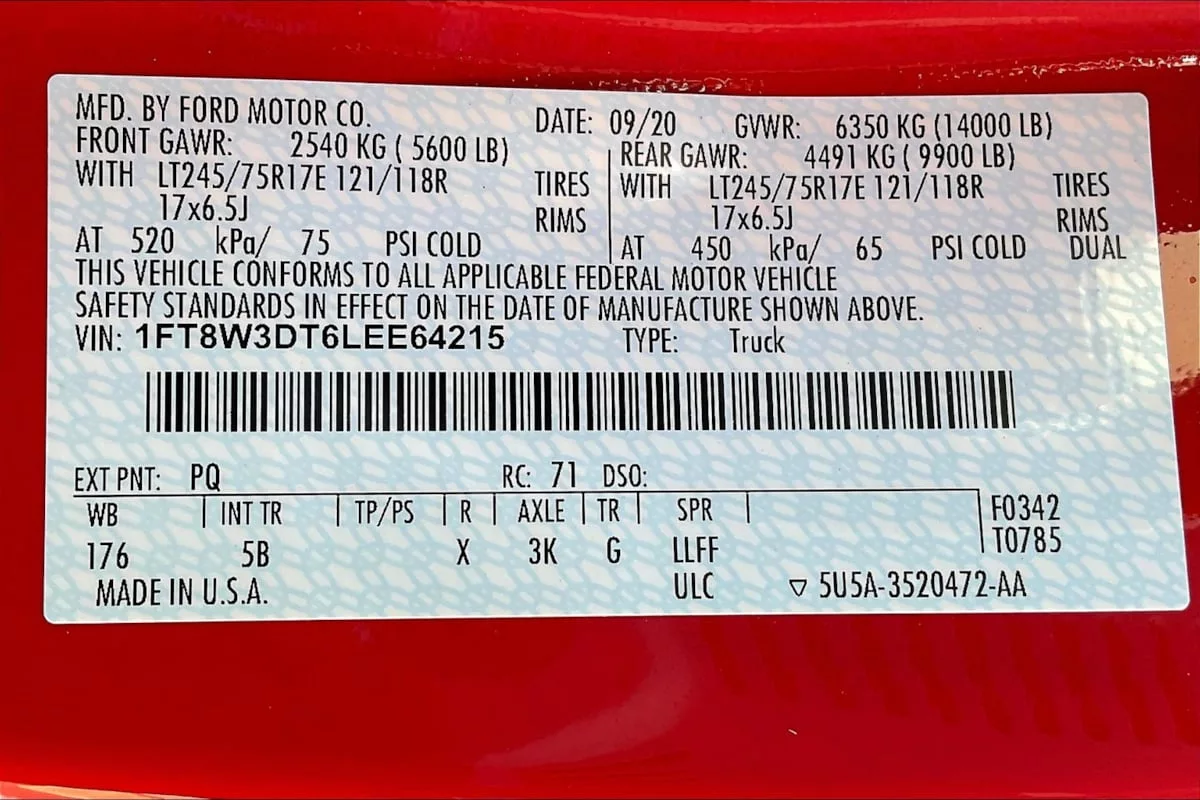 MFD. BY FORD MOTOR CO. DATE: 09/20 GVWR: 6350 KG (14000 LB)
FRONT GAWR: 2540 KG ( 5600 LB) REAR GAWR: 4491 KG ( 9900 LB)
WITH LT245/75R17E 121/118R TIRES WITH LT245/75R17E 121/118R TIRES
17x6.5J RIMS 17x6.5J RIMS
AT 520 kPa/ 75 PSI COLD AT 450 kPa/ 65 PSI COLD DUAL
THIS VEHICLE CONFORMS TO ALL APPLICABLE FEDERAL MOTOR VEHICLE
SAFETY STANDARDS IN EFFECT ON THE DATE OF MANUFACTURE SHOWN ABOVE.
VIN: 1FT8W3DT6LEE64215 TYPE: Truck
EXT PNT: PQ RC: 71 DSO:
WB INT TR TP/PS R AXLE TR SPR F0342
176 5B X 3K G LLFF T0785
MADE IN U.S.A. ULC ▽ 5U5A-3520472-AA